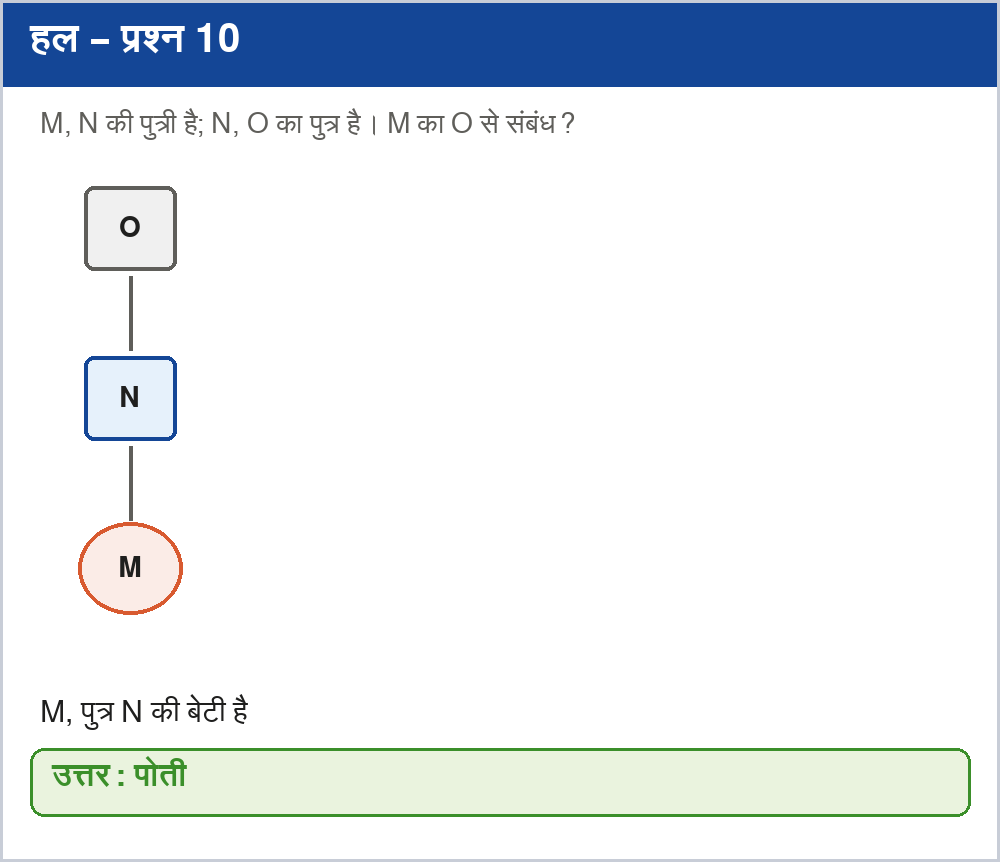 हल – प्रश्न 10
M, N की पुत्री है; N, O का पुत्र है। M का O से संबंध ?
O
N
M
M, पुत्र N की बेटी है
उत्तर : पोती